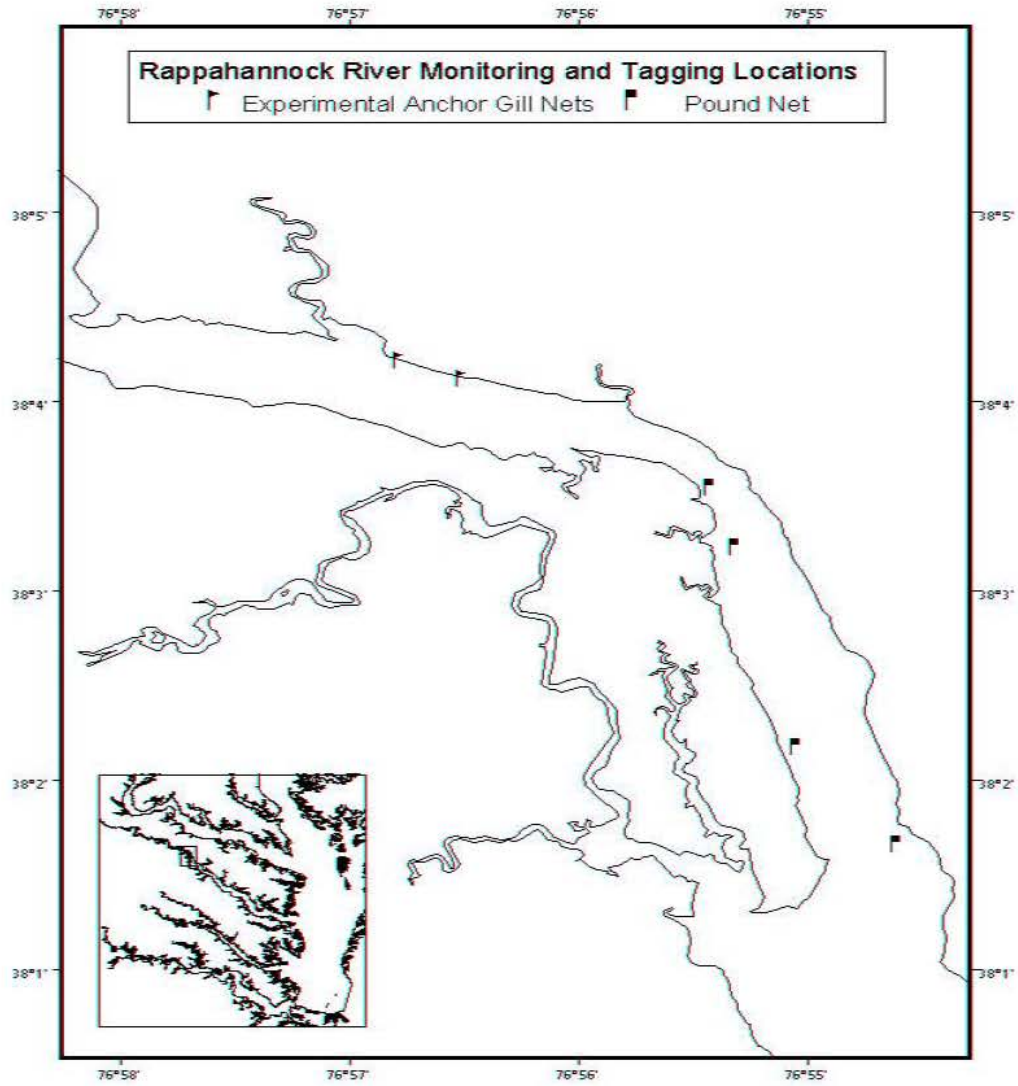 76°58' 76°57' 76°56' 76°55'
Rappahannock River Monitoring and Tagging Locations
Experimental Anchor Gill Nets Pound Net
38°5' 38°5'
38°4' 38°4'
38°3' 38°3'
38°2' 38°2'
38°1' 38°1'
76°58' 76°57' 76°56' 76°55'